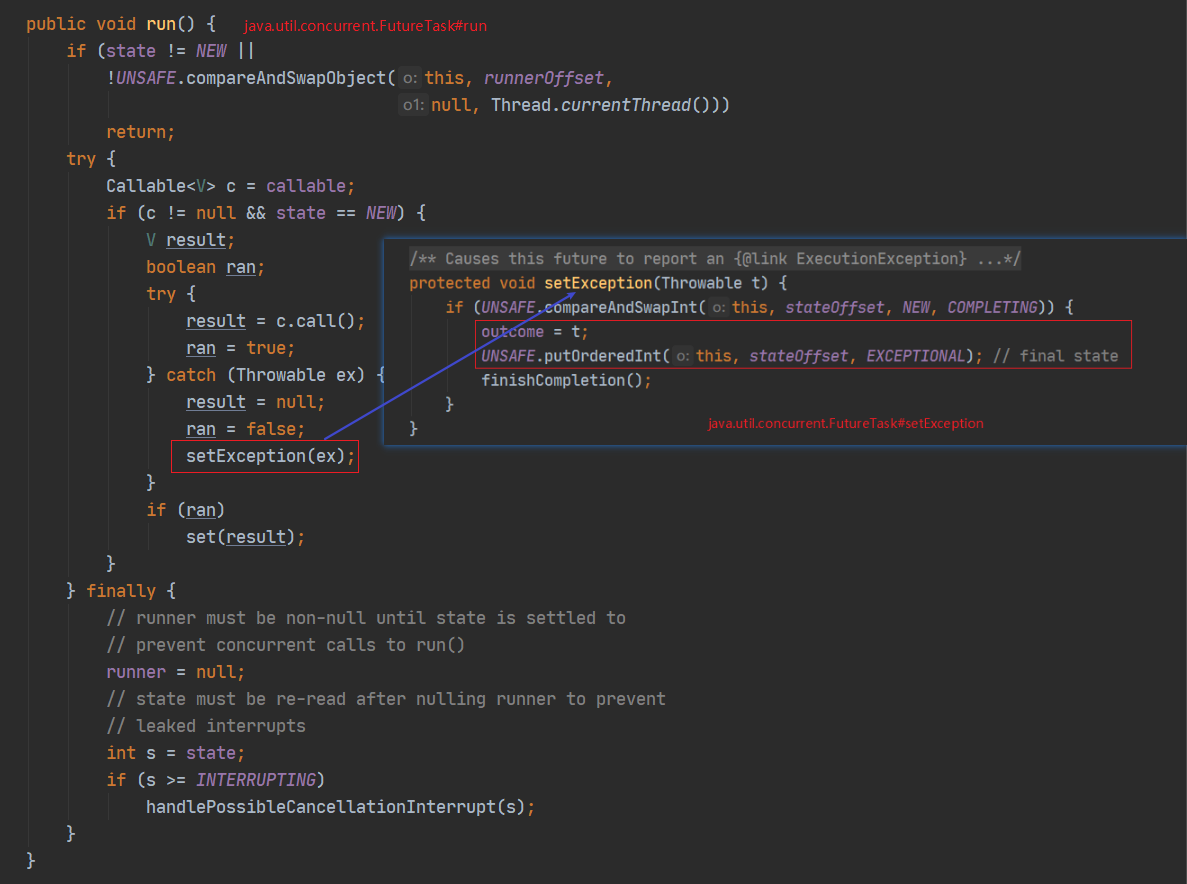 public void run() { java.util.concurrent.FutureTask#run
if (state != NEW ||
!UNSAFE.compareAndSwapObject( o: this, runnerOffset,
o1: null, Thread.currentThread()))
return;
try {
Callable<V> c = callable;
if (c != null && state == NEW) {
V result;
boolean ran;
try {
result = c.call();
ran = true;
} catch (Throwable ex) {
result = null;
ran = false;
setException(ex);
}
if (ran)
set(result);
}
} finally {
// runner must be non-null until state is settled to
// prevent concurrent calls to run()
runner = null;
// state must be re-read after nulling runner to prevent
// leaked interrupts
int s = state;
if (s >= INTERRUPTING)
handlePossibleCancellationInterrupt(s);
}
}
/** Causes this future to report an {@link ExecutionException} ...*/
protected void setException(Throwable t) {
if (UNSAFE.compareAndSwapInt( o: this, stateOffset, NEW, COMPLETING)) {
outcome = t;
UNSAFE.putOrderedInt( o: this, stateOffset, EXCEPTIONAL); // final state
finishCompletion();
}
}
java.util.concurrent.FutureTask#setException